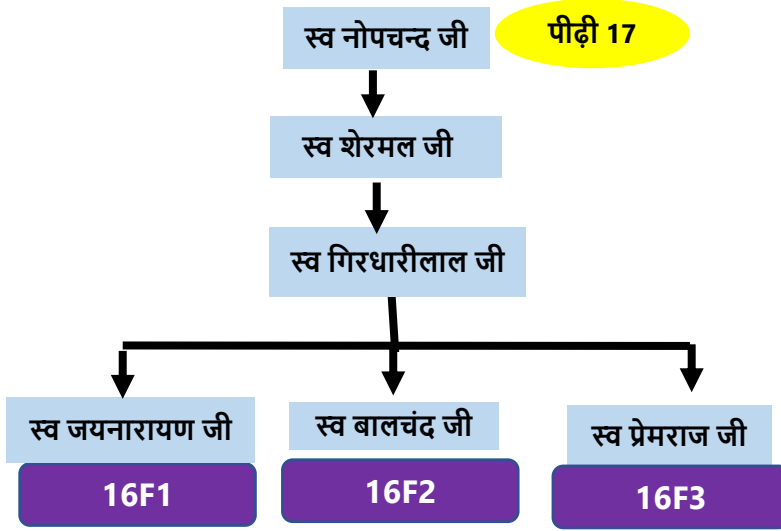 स्व नोपचन्द जी
पीढ़ी 17
स्व शेरमल जी
स्व गिरधारीलाल जी
स्व जयनारायण जी
स्व बालचंद जी
स्व प्रेमराज जी
16F1
16F2
16F3